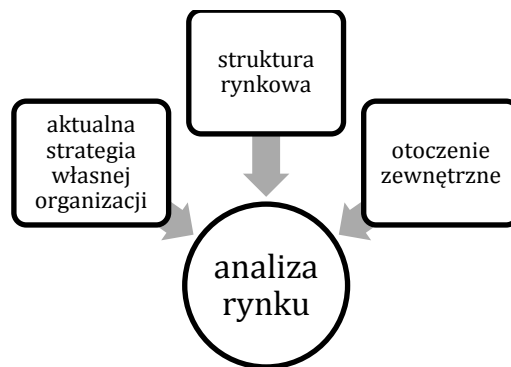 struktura
rynkowa
aktualna
strategia
własnej
organizacji
otoczenie
zewnętrzne
analiza
rynku